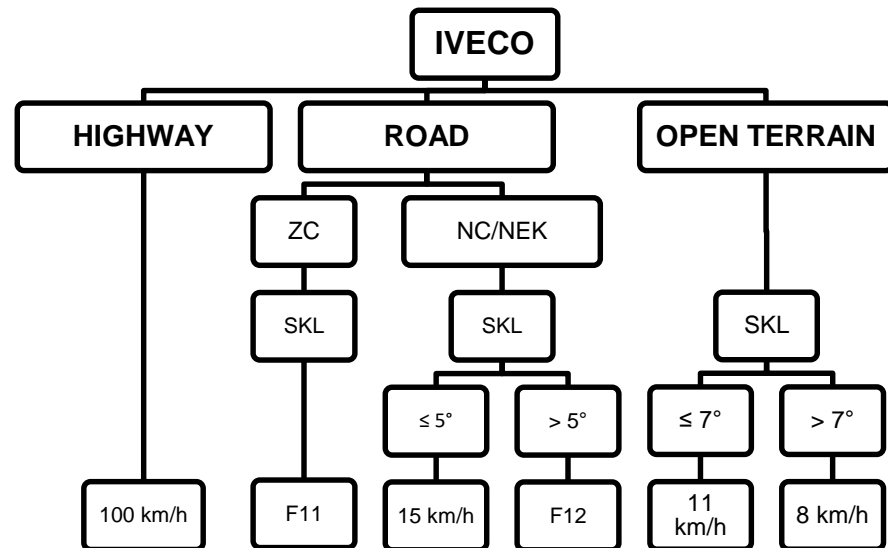 IVECO
HIGHWAY
ROAD
OPEN TERRAIN
ZC
NC/NEK
SKL
SKL
SKL
≤ 5°
> 5°
≤ 7°
> 7°
100 km/h
F11
15 km/h
F12
11
km/h
8 km/h